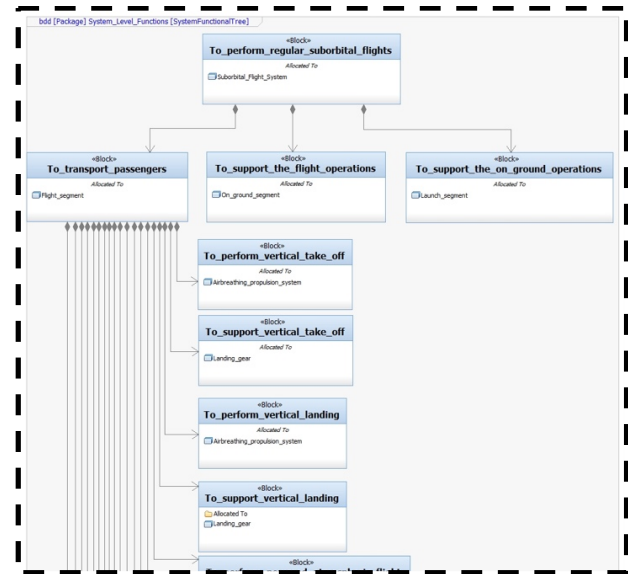 bdd [Package] System_Level_Functions [SystemFunctionalTree]
«Block»
To_perform_regular_suborbital_flights
Allocated To
Suborbital_Flight_System
«Block»
To_transport_passengers
Allocated To
Flight_segment
«Block»
To_support_the_flight_operations
Allocated To
On_ground_segment
«Block»
To_support_the_on_ground_operations
Allocated To
Launch_segment
«Block»
To_perform_vertical_take_off
Allocated To
Airbreathing_propulsion_system
«Block»
To_support_vertical_take_off
Allocated To
Landing_gear
«Block»
To_perform_vertical_landing
Allocated To
Airbreathing_propulsion_system
«Block»
To_support_vertical_landing
Allocated To
Landing_gear
«Block»